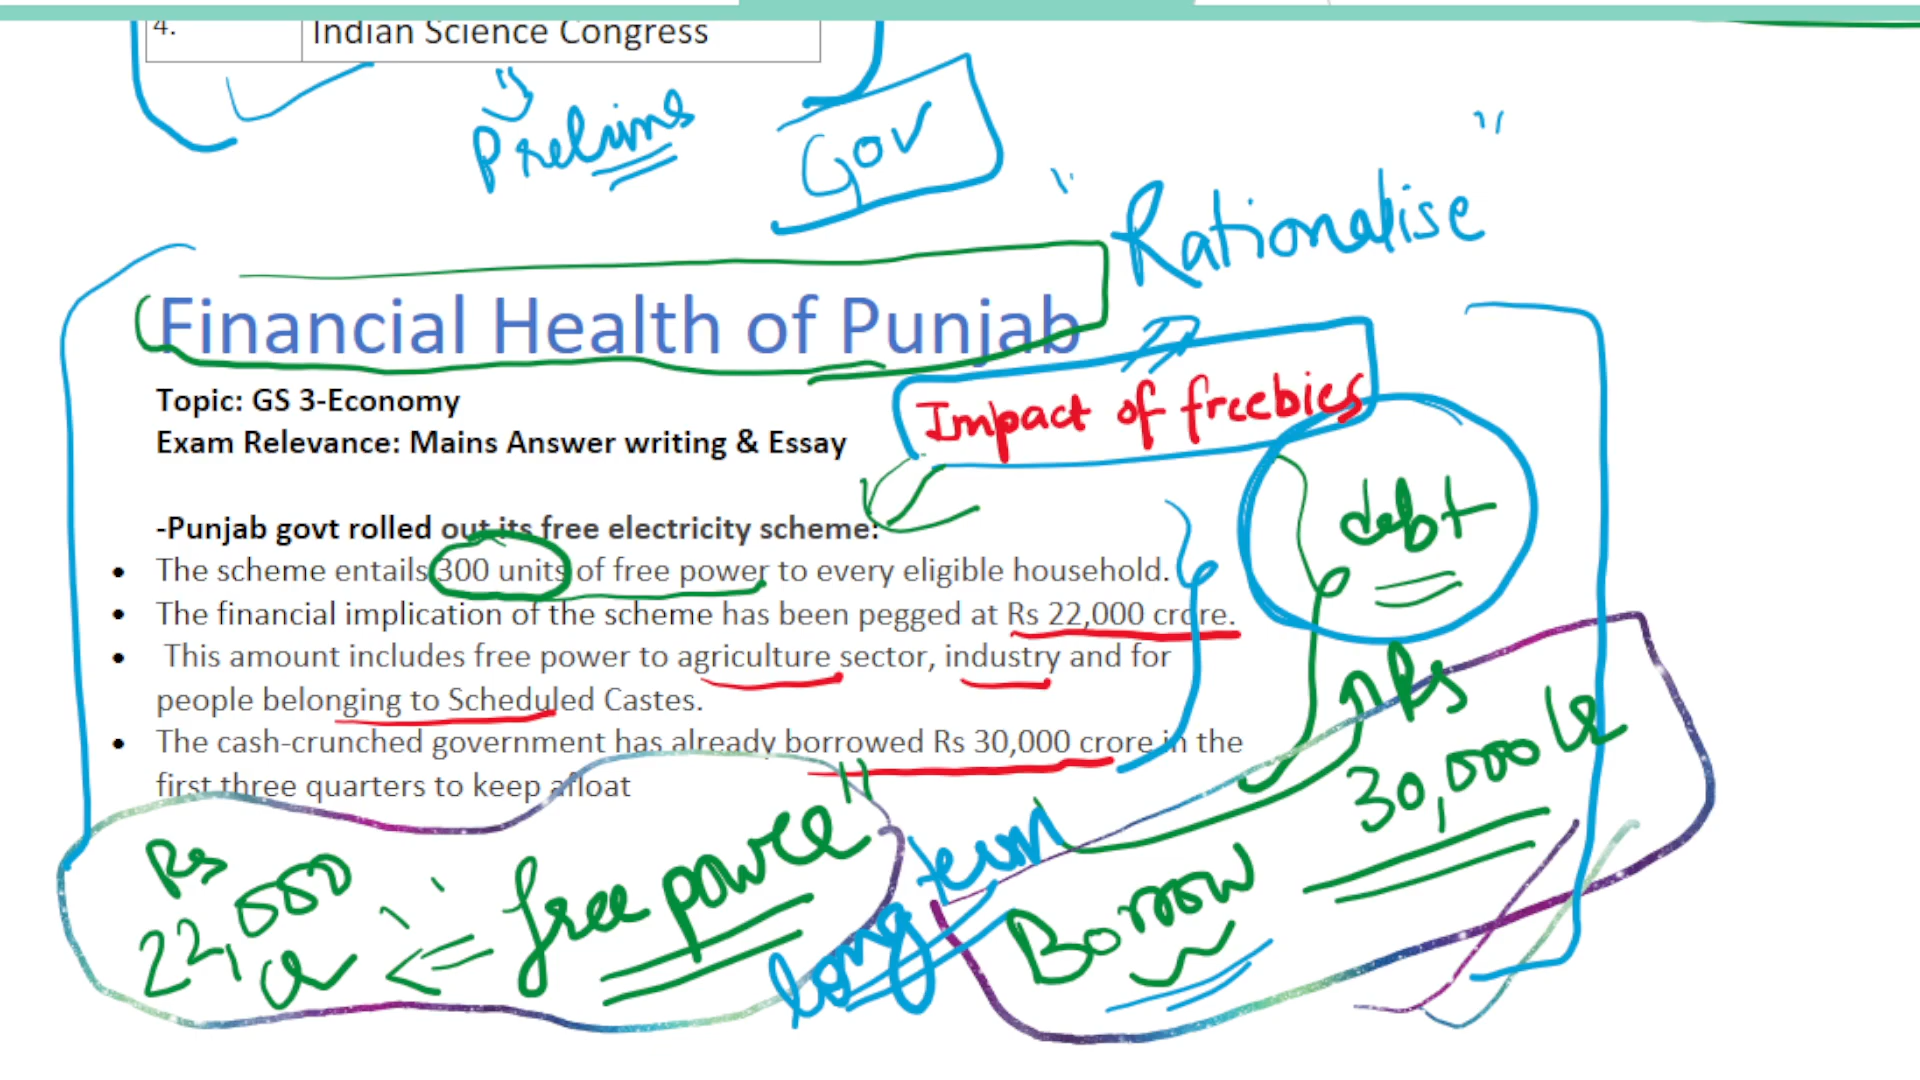 4. Indian Science Congress
Prelims
Gov
"Rationalise"
Financial Health of Punjab
Impact of freebies
Topic: GS 3-Economy
Exam Relevance: Mains Answer writing & Essay
debt
-Punjab govt rolled out its free electricity scheme:
• The scheme entails 300 units of free power to every eligible household.
• The financial implication of the scheme has been pegged at Rs 22,000 crore.
• This amount includes free power to agriculture sector, industry and for
people belonging to Scheduled Castes.
• The cash-crunched government has already borrowed Rs 30,000 crore in the
first three quarters to keep afloat
Rs
30,000 Cr
Rs
22,000
Cr
"free power"
long term
Borrow